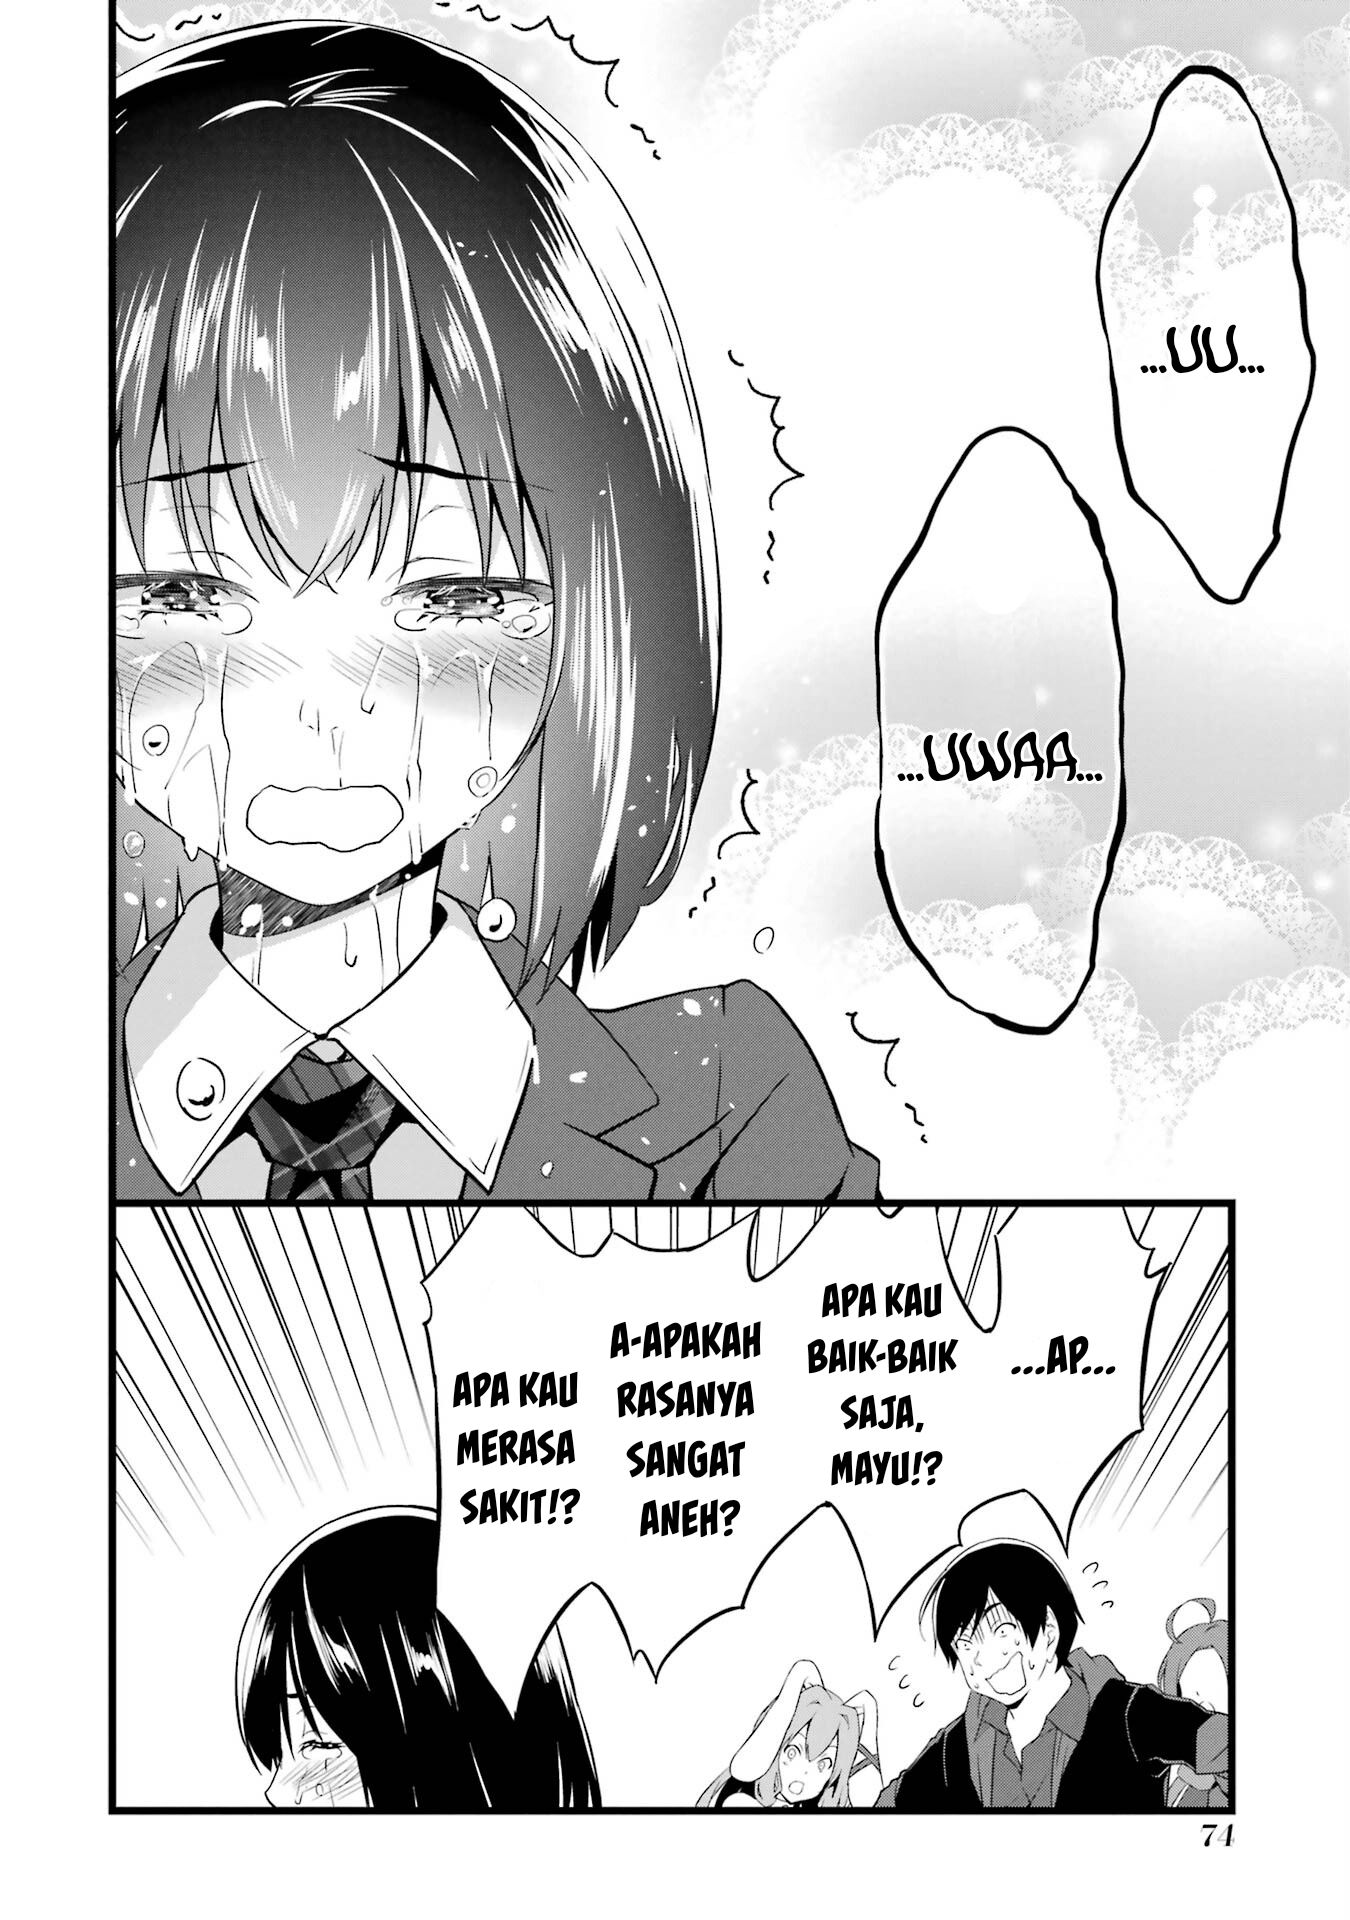 ...UU...
...UWAA...
...AP...
APA KAU
BAIK-BAIK
SAJA,
MAYU!?
A-APAKAH
RASANYA
SANGAT
ANEH?
APA KAU
MERASA
SAKIT!?
74